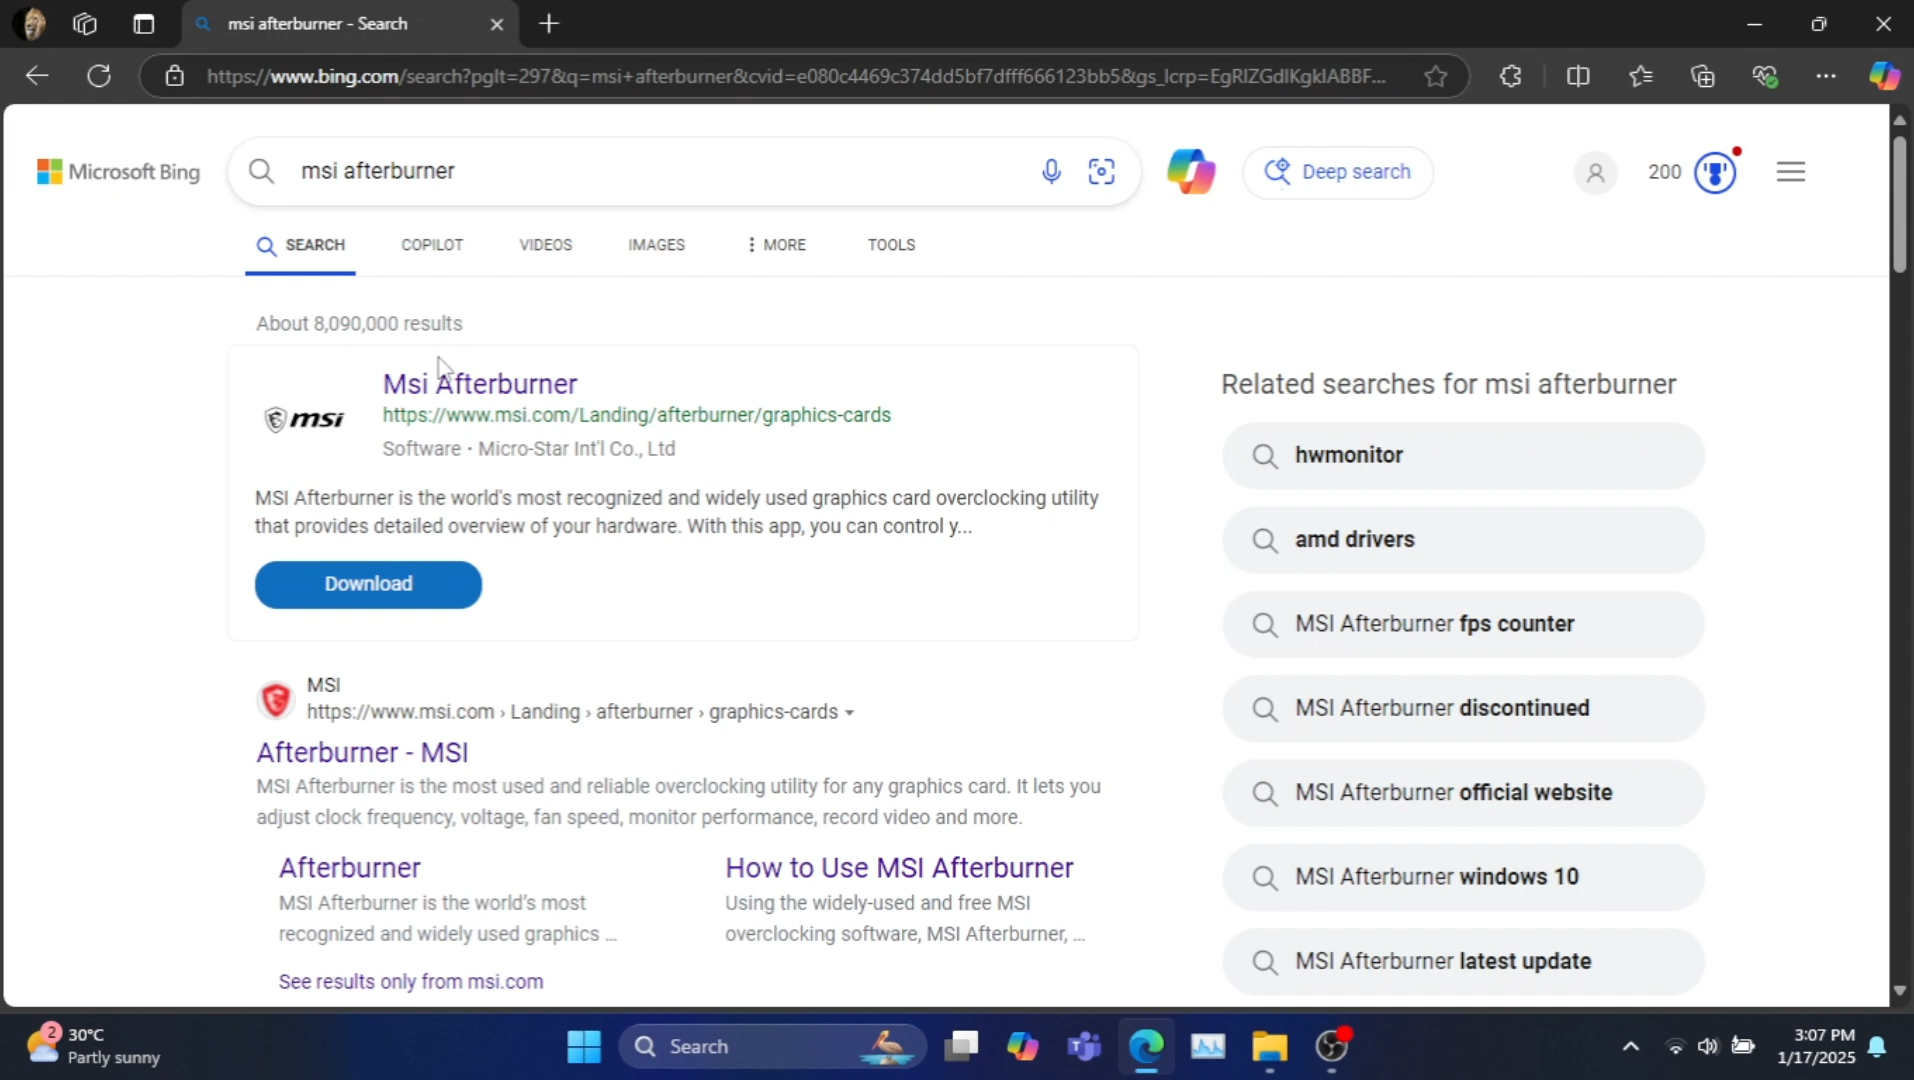 msi afterburner - Search
https://www.bing.com/search?pglt=297&q=msi+afterburner&cvid=e080c4469c374dd5bf7dfff666123bb5&gs_lcrp=EgRlZGdlKgkIABBF...
Microsoft Bing
msi afterburner
Deep search
200
SEARCH
COPILOT
VIDEOS
IMAGES
MORE
TOOLS
About 8,090,000 results
Msi Afterburner
https://www.msi.com/Landing/afterburner/graphics-cards
msi
Software · Micro-Star Int'l Co., Ltd
MSI Afterburner is the world's most recognized and widely used graphics card overclocking utility
that provides detailed overview of your hardware. With this app, you can control y...
Download
MSI
https://www.msi.com › Landing › afterburner › graphics-cards
Afterburner - MSI
MSI Afterburner is the most used and reliable overclocking utility for any graphics card. It lets you
adjust clock frequency, voltage, fan speed, monitor performance, record video and more.
Afterburner
MSI Afterburner is the world's most
recognized and widely used graphics ...
How to Use MSI Afterburner
Using the widely-used and free MSI
overclocking software, MSI Afterburner, ...
See results only from msi.com
Related searches for msi afterburner
hwmonitor
amd drivers
MSI Afterburner fps counter
MSI Afterburner discontinued
MSI Afterburner official website
MSI Afterburner windows 10
MSI Afterburner latest update
2
30°C
Partly sunny
Search
3:07 PM
1/17/2025